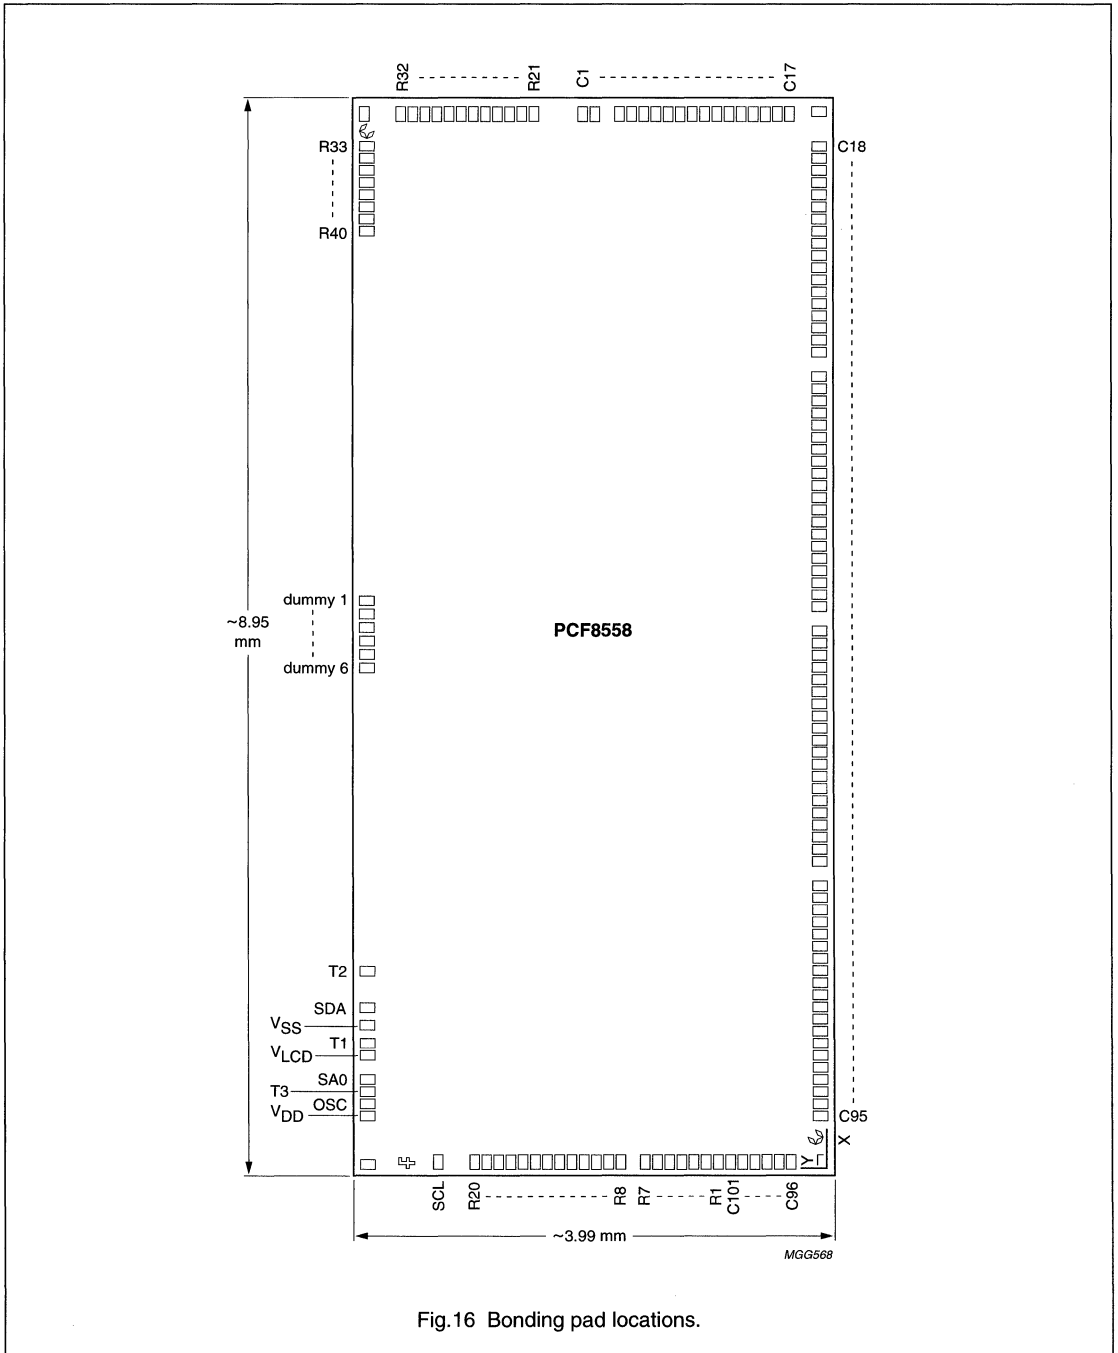 R32
R21
C1
C17
R33
C18
R40
dummy 1
~8.95
mm
PCF8558
dummy 6
T2
SDA
VSS
T1
VLCD
SA0
T3
OSC
VDD
C95
X
Y
SCL
R20
R8
R7
R1
C101
C96
~3.99 mm
MGG568
Fig.16 Bonding pad locations.